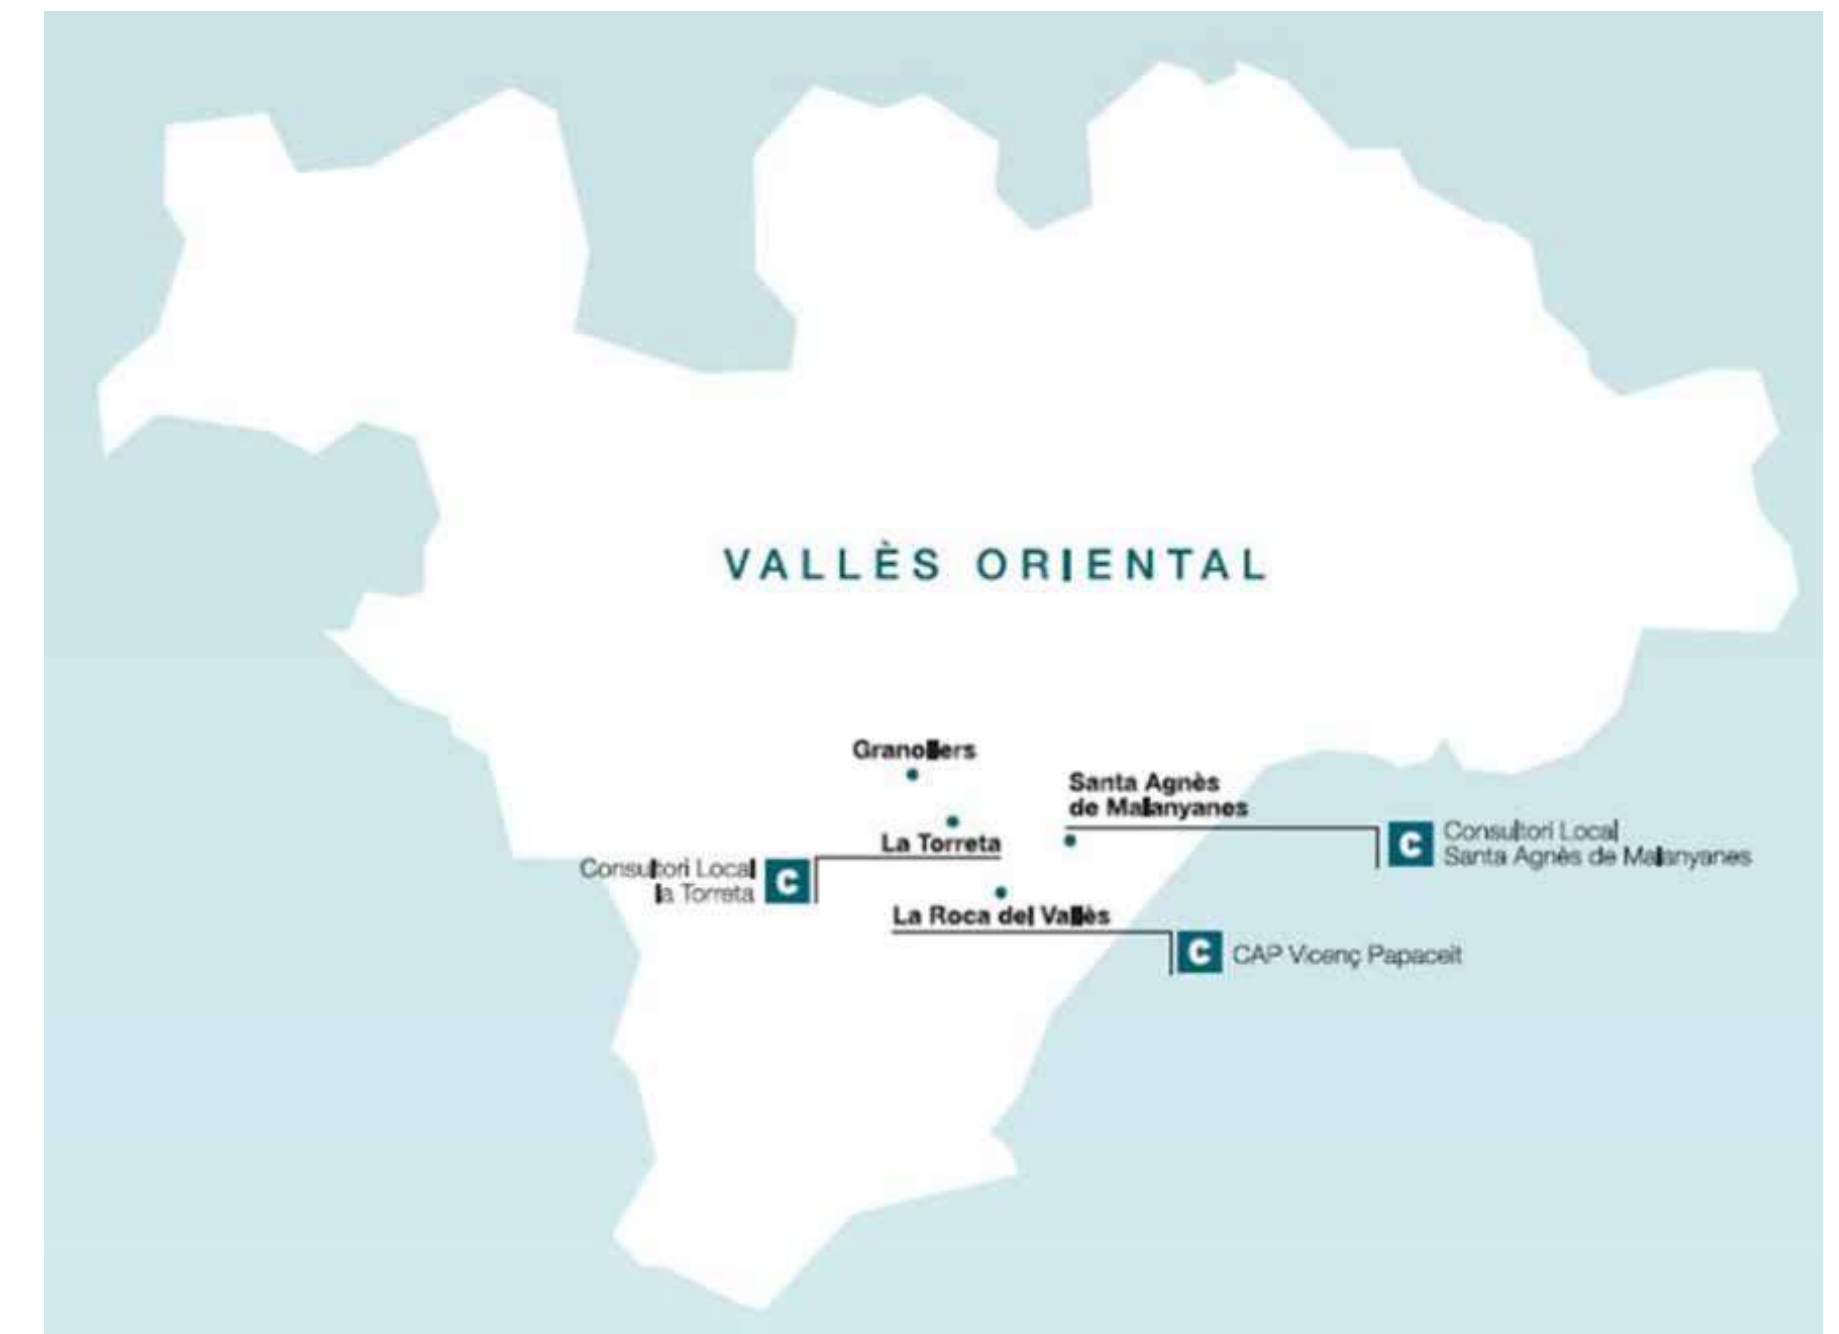 VALLÈS ORIENTAL
Granollers
Santa Agnès
de Malanyanes
C
Consultori Local
Santa Agnès de Malanyanes
La Torreta
Consultori Local
la Torreta
C
La Roca del Vallès
C
CAP Vicenç Papaceit